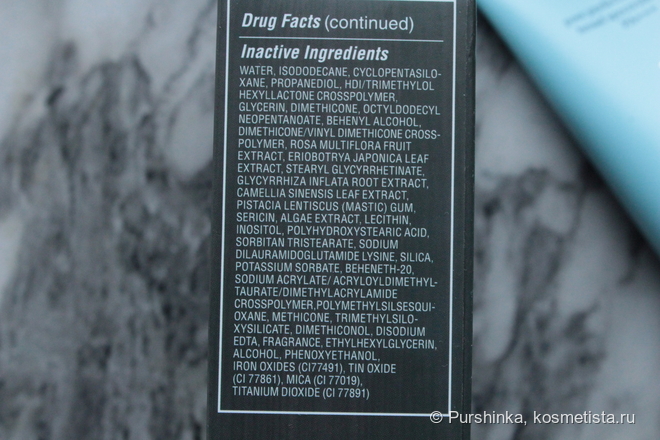 Drug Facts (continued)
Inactive Ingredients
WATER, ISODODECANE, CYCLOPENTASILO-
XANE, PROPANEDIOL, HDI/TRIMETHYLOL
HEXYLLACTONE CROSSPOLYMER,
GLYCERIN, DIMETHICONE, OCTYLDODECYL
NEOPENTANOATE, BEHENYL ALCOHOL,
DIMETHICONE/VINYL DIMETHICONE CROSS-
POLYMER, ROSA MULTIFLORA FRUIT
EXTRACT, ERIOBOTRYA JAPONICA LEAF
EXTRACT, STEARYL GLYCYRRHETINATE,
GLYCYRRHIZA INFLATA ROOT EXTRACT,
CAMELLIA SINENSIS LEAF EXTRACT,
PISTACIA LENTISCUS (MASTIC) GUM,
SERICIN, ALGAE EXTRACT, LECITHIN,
INOSITOL, POLYHYDROXYSTEARIC ACID,
SORBITAN TRISTEARATE, SODIUM
DILAURAMIDOGLUTAMIDE LYSINE, SILICA,
POTASSIUM SORBATE, BEHENETH-20,
SODIUM ACRYLATE/ ACRYLOYLDIMETHYL-
TAURATE/DIMETHYLACRYLAMIDE
CROSSPOLYMER,POLYMETHYLSILSESQUI-
OXANE, METHICONE, TRIMETHYLSILO-
XYSILICATE, DIMETHICONOL, DISODIUM
EDTA, FRAGRANCE, ETHYLHEXYLGLYCERIN,
ALCOHOL, PHENOXYETHANOL,
IRON OXIDES (CI77491), TIN OXIDE
(CI 77861), MICA (CI 77019),
TITANIUM DIOXIDE (CI 77891)
© Purshinka, kosmetista.ru